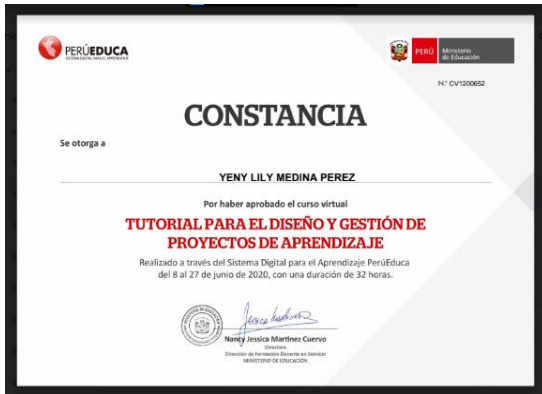 PERÚEDUCA
SISTEMA DIGITAL PARA EL APRENDIZAJE
PERÚ
Ministerio
de Educación
N.° CV1200652
CONSTANCIA
Se otorga a
YENY LILY MEDINA PEREZ
Por haber aprobado el curso virtual
TUTORIAL PARA EL DISEÑO Y GESTIÓN DE
PROYECTOS DE APRENDIZAJE
Realizado a través del Sistema Digital para el Aprendizaje PerúEduca
del 8 al 27 de junio de 2020, con una duración de 32 horas.
Nancy Jessica Martínez Cuervo
Directora
Dirección de Formación Docente en Servicio
MINISTERIO DE EDUCACIÓN